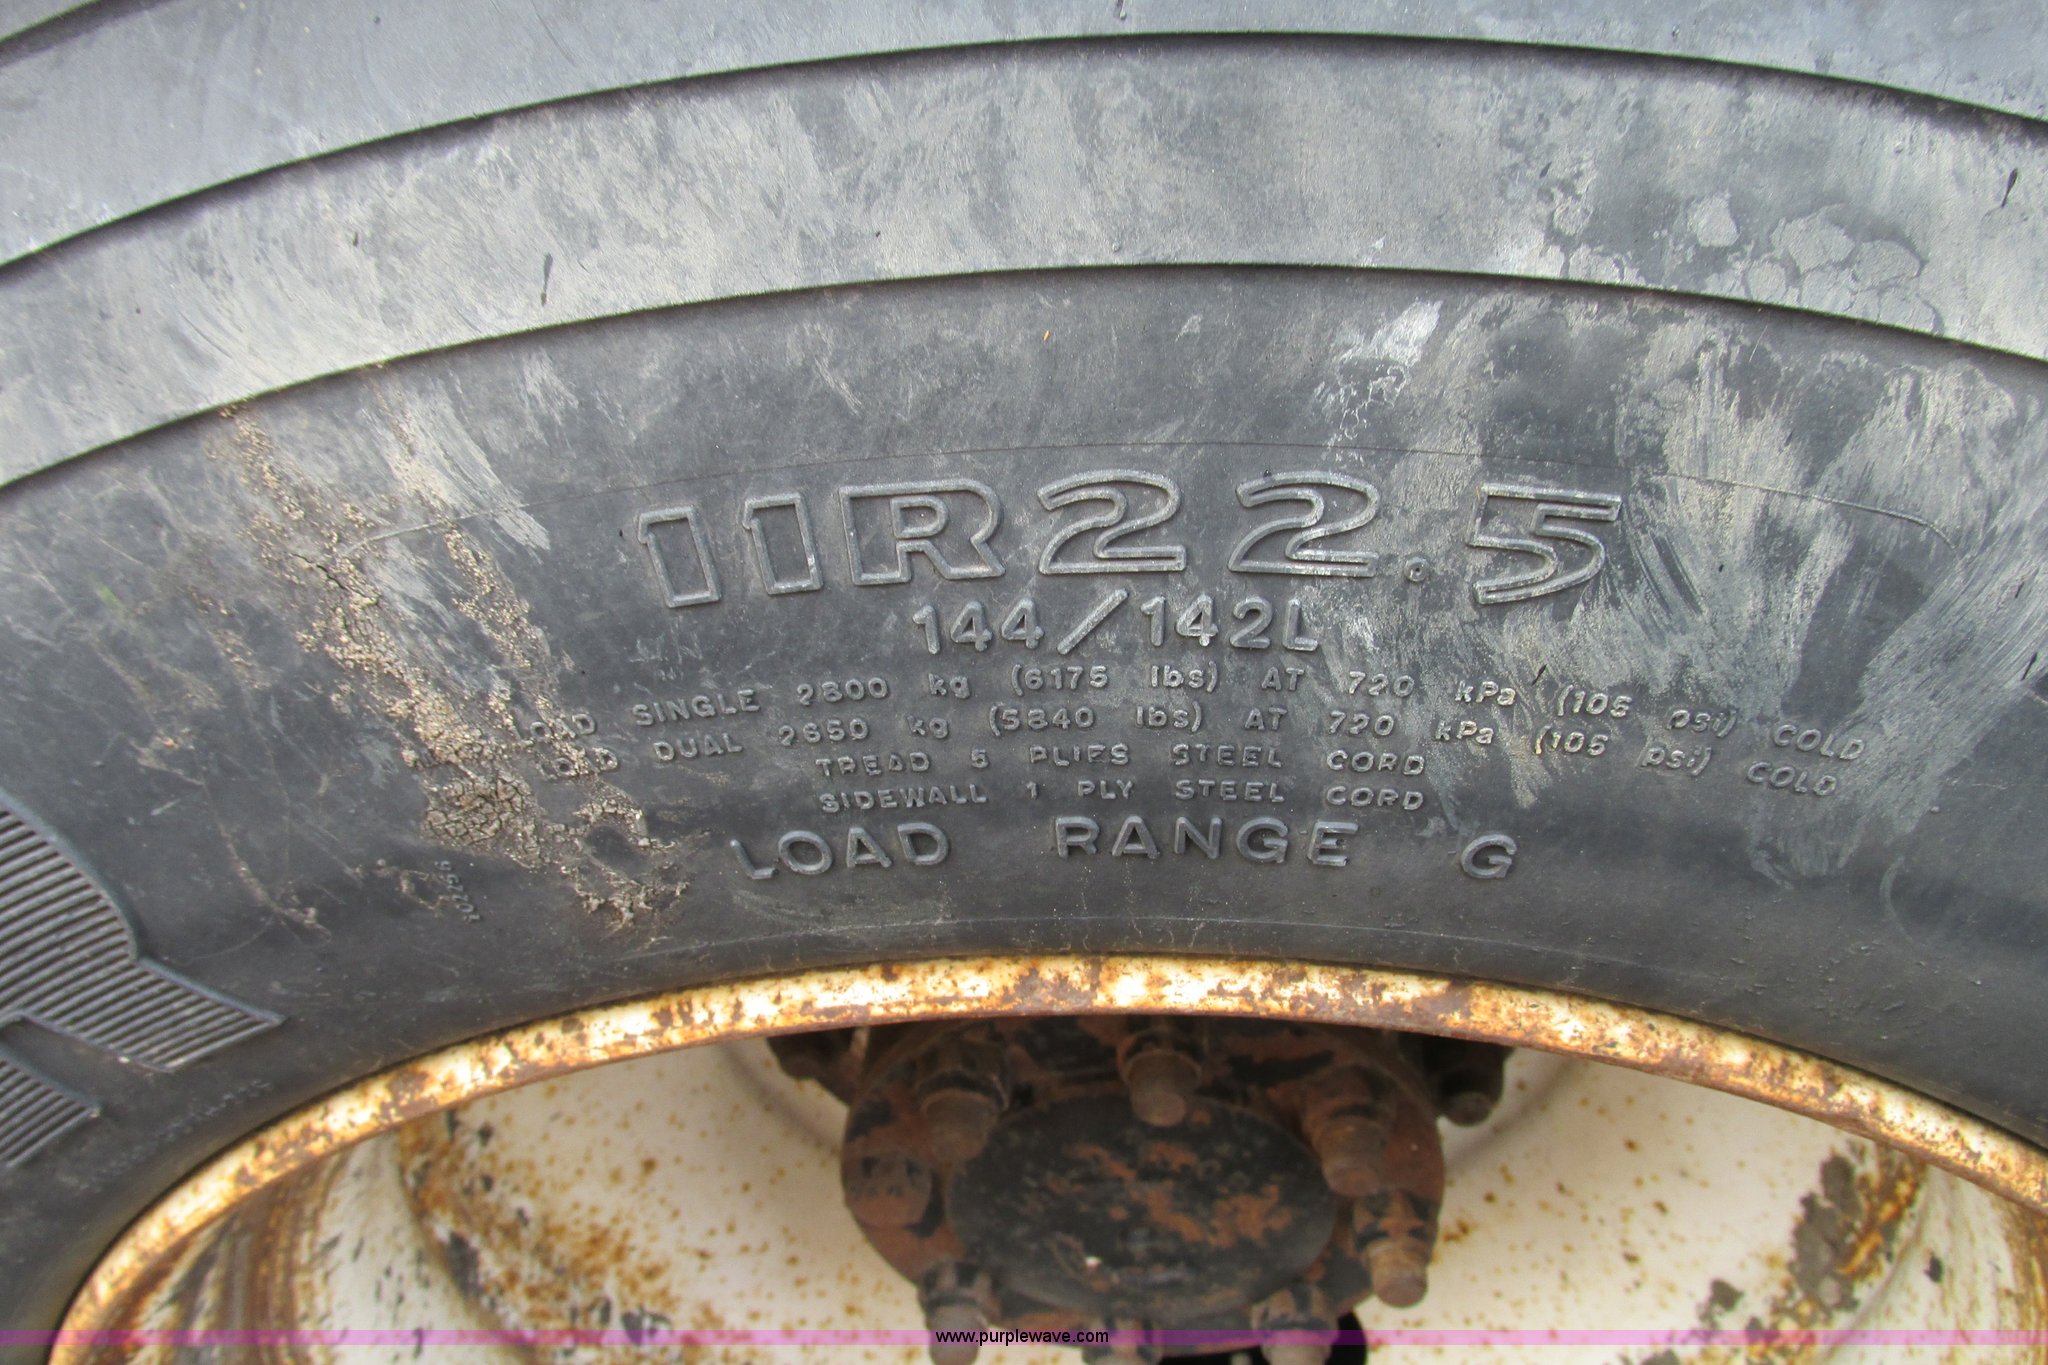 11R22.5
144/142L
LOAD SINGLE 2800 kg (6175 lbs) AT 720 kPa (105 psi) COLD
LOAD DUAL 2650 kg (5840 lbs) AT 720 kPa (105 psi) COLD
TREAD 5 PLIES STEEL CORD
SIDEWALL 1 PLY STEEL CORD
LOAD RANGE G
www.purplewave.com